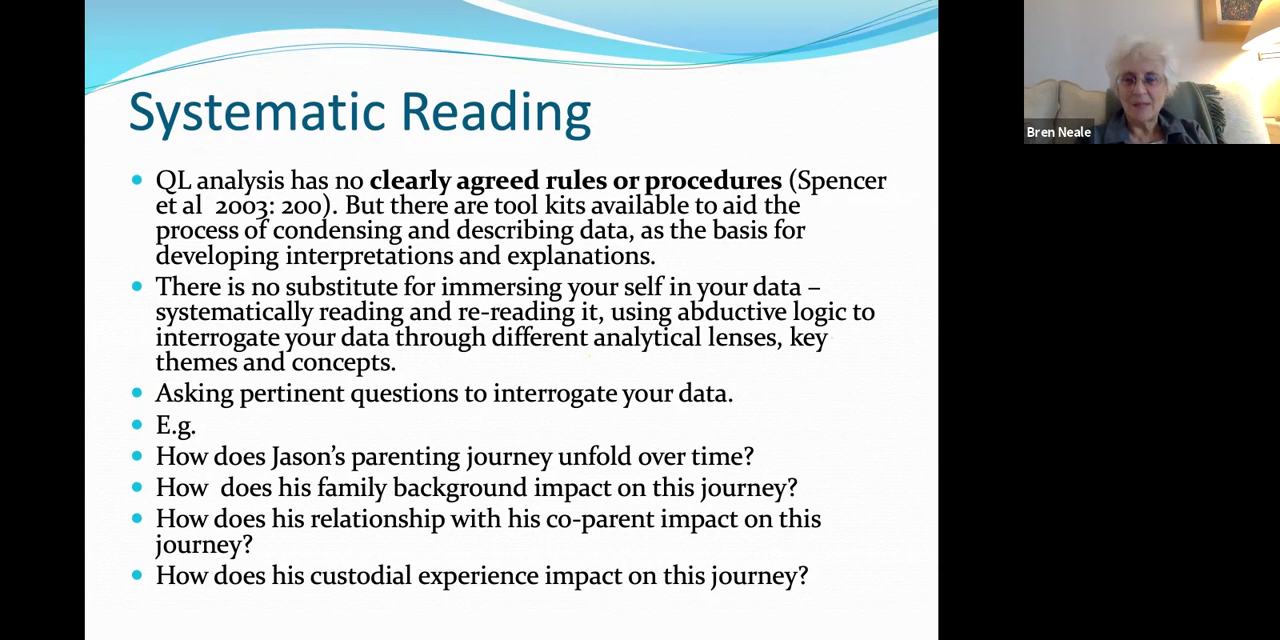 Systematic Reading
QL analysis has no clearly agreed rules or procedures (Spencer
et al  2003: 200). But there are tool kits available to aid the
process of condensing and describing data, as the basis for
developing interpretations and explanations.
There is no substitute for immersing your self in your data –
systematically reading and re-reading it, using abductive logic to
interrogate your data through different analytical lenses, key
themes and concepts.
Asking pertinent questions to interrogate your data.
E.g.
How does Jason’s parenting journey unfold over time?
How  does his family background impact on this journey?
How does his relationship with his co-parent impact on this
journey?
How does his custodial experience impact on this journey?
Bren Neale